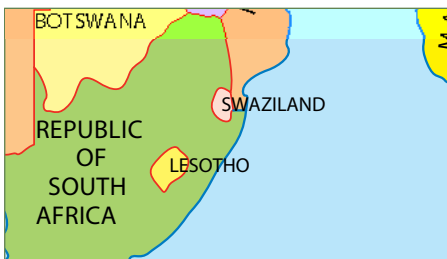 BOTSWANA
SWAZILAND
REPUBLIC
OF
SOUTH
AFRICA
LESOTHO